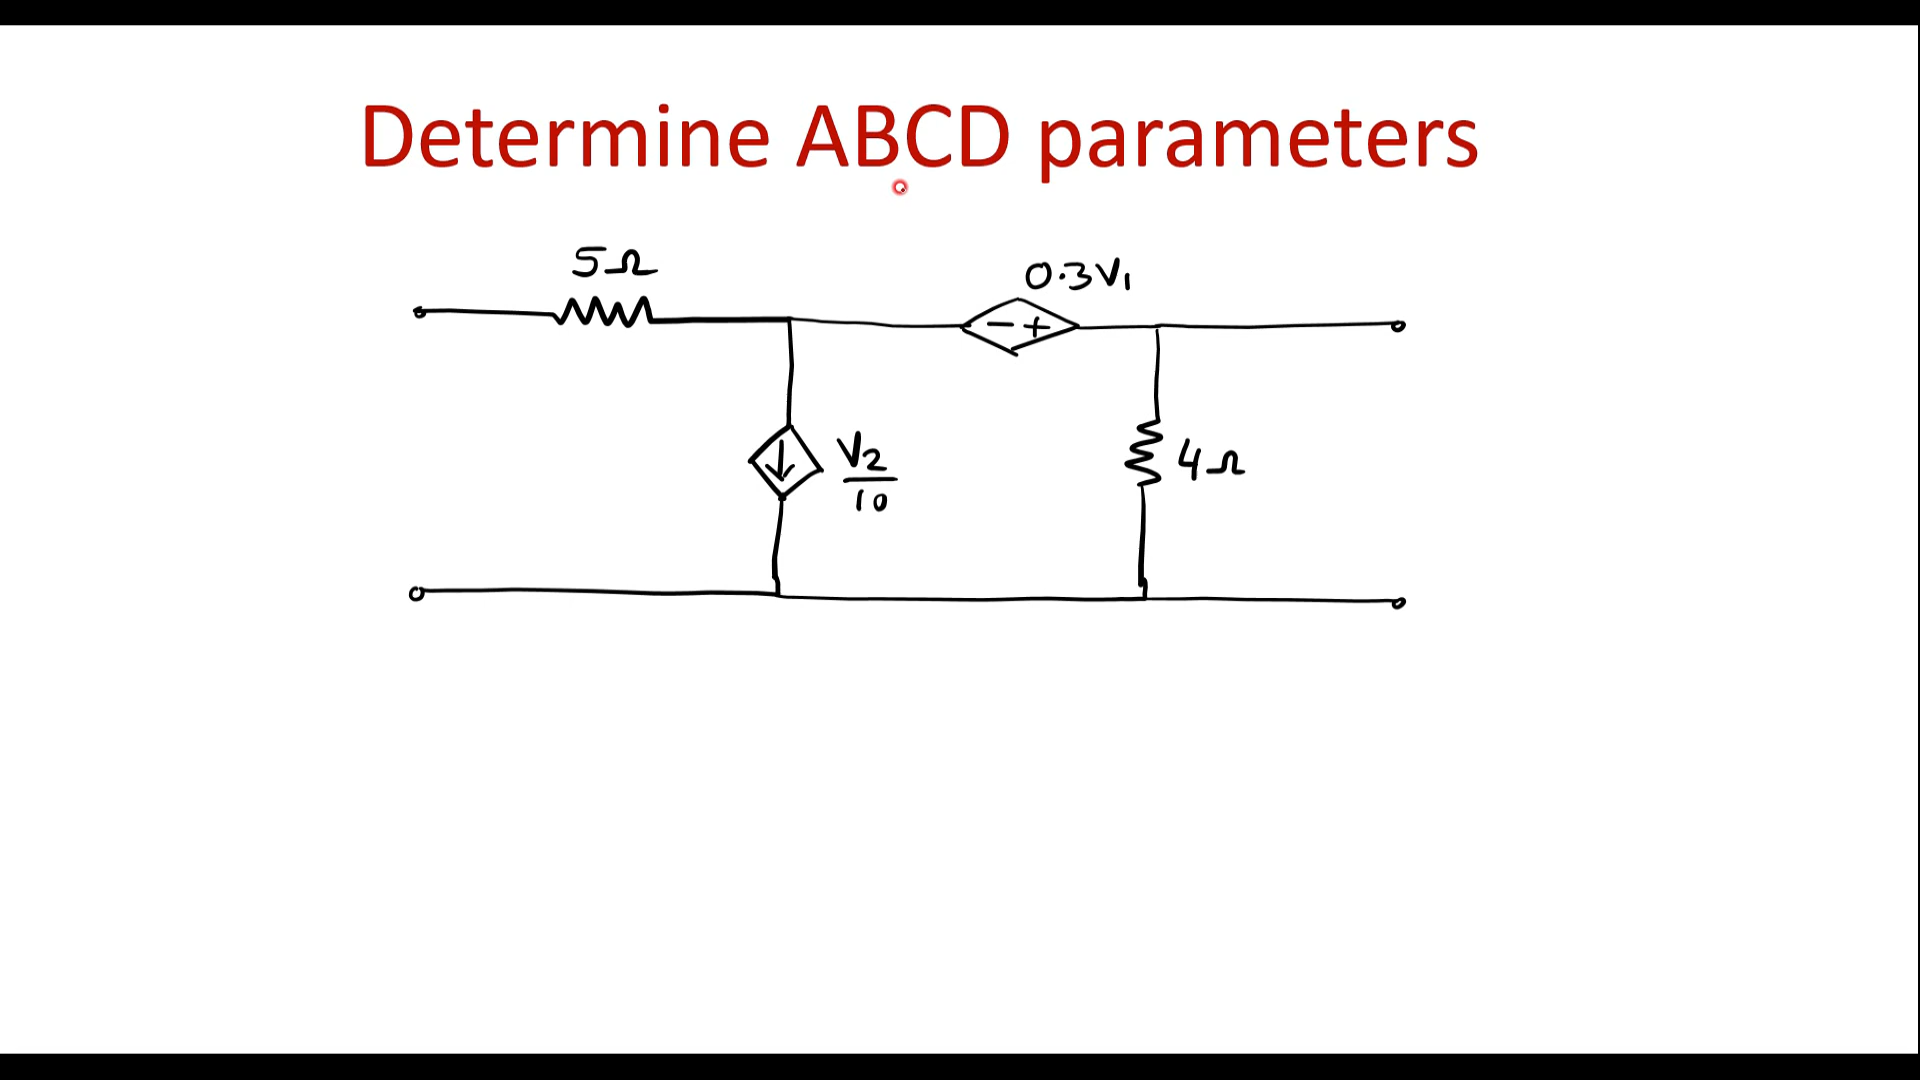 Determine ABCD parameters
5Ω
0.3V₁
- +
V₂
10
4Ω